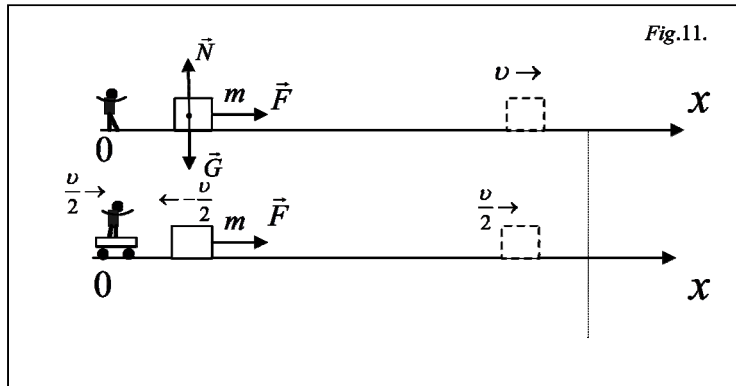 Fig.11.
N⃗
υ →
m F⃗ x
0 G⃗
υ/2 → ← −υ/2 υ/2 →
m F⃗
0 x